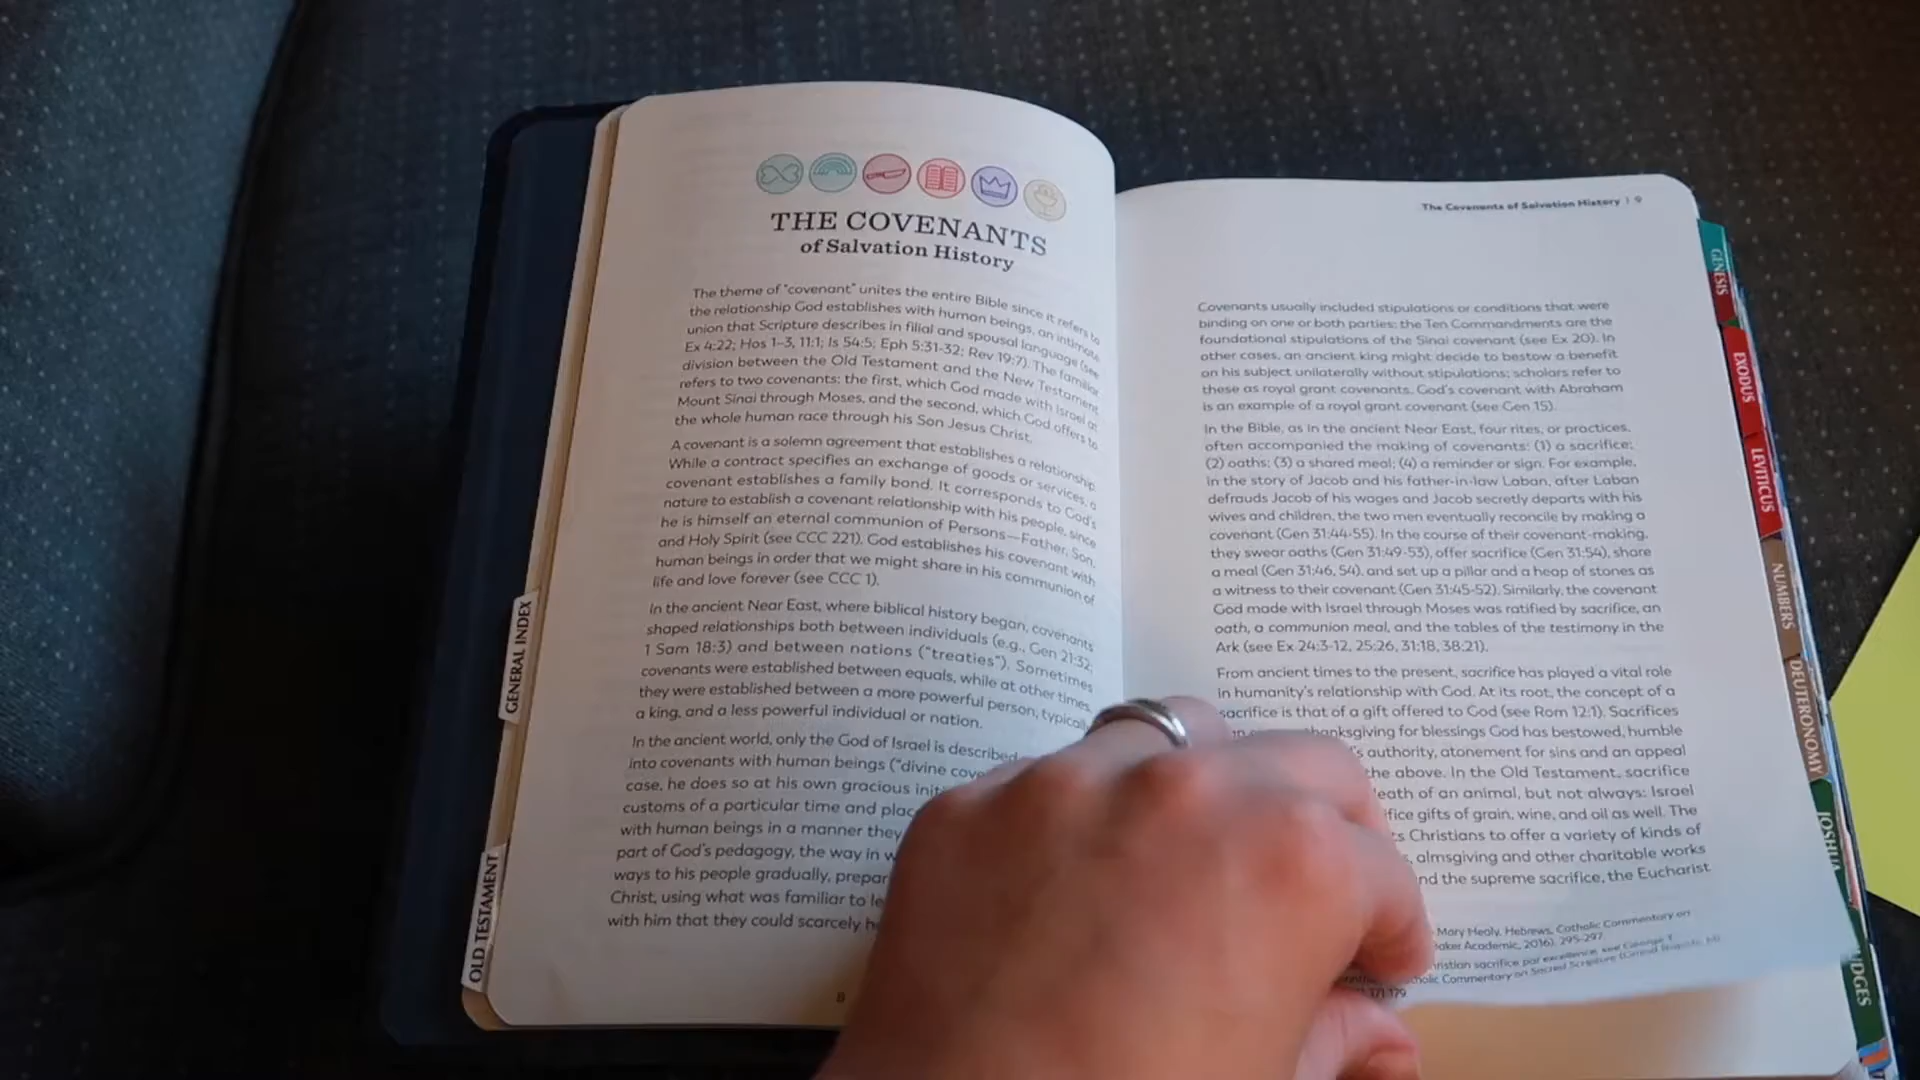 THE COVENANTS
of Salvation History
The theme of "covenant" unites the entire Bible since it refers to
the relationship God establishes with human beings, an intimate
union that Scripture describes in filial and spousal language (see
Ex 4:22; Hos 1–3, 11:1; Is 54:5; Eph 5:31-32; Rev 19:7). The familiar
division between the Old Testament and the New Testament
refers to two covenants: the first, which God made with Israel at
Mount Sinai through Moses, and the second, which God offers to
the whole human race through his Son Jesus Christ.
A covenant is a solemn agreement that establishes a relationship.
While a contract specifies an exchange of goods or services, a
covenant establishes a family bond. It corresponds to God's
nature to establish a covenant relationship with his people, since
he is himself an eternal communion of Persons—Father, Son,
and Holy Spirit (see CCC 221). God establishes his covenant with
human beings in order that we might share in his communion of
life and love forever (see CCC 1).
In the ancient Near East, where biblical history began, covenants
shaped relationships both between individuals (e.g., Gen 21:32;
1 Sam 18:3) and between nations ("treaties"). Sometimes
covenants were established between equals, while at other times,
they were established between a more powerful person, typically
a king, and a less powerful individual or nation.
In the ancient world, only the God of Israel is described
into covenants with human beings ("divine
case, he does so at his own gracious
customs of a particular time and
with human beings in a manner they
part of God's pedagogy, the way in
ways to his people gradually,
Christ, using what was familiar to
with him that they could scarcely
8
GENERAL INDEX
OLD TESTAMENT
The Covenants of Salvation History | 9
Covenants usually included stipulations or conditions that were
binding on one or both parties; the Ten Commandments are the
foundational stipulations of the Sinai covenant (see Ex 20). In
other cases, an ancient king might decide to bestow a benefit
on his subject unilaterally without stipulations; scholars refer to
these as royal grant covenants. God's covenant with Abraham
is an example of a royal grant covenant (see Gen 15).
In the Bible, as in the ancient Near East, four rites, or practices,
often accompanied the making of covenants: (1) a sacrifice;
(2) oaths; (3) a shared meal; (4) a reminder or sign. For example,
in the story of Jacob and his father-in-law Laban, after Laban
defrauds Jacob of his wages and Jacob secretly departs with his
wives and children, the two men eventually reconcile by making a
covenant (Gen 31:44-55). In the course of their covenant-making,
they swear oaths (Gen 31:49-53), offer sacrifice (Gen 31:54), share
a meal (Gen 31:46, 54), and set up a pillar and a heap of stones as
a witness to their covenant (Gen 31:45-52). Similarly, the covenant
God made with Israel through Moses was ratified by sacrifice, an
oath, a communion meal, and the tables of the testimony in the
Ark (see Ex 24:3-12, 25:26, 31:18, 38:21).
From ancient times to the present, sacrifice has played a vital role
in humanity's relationship with God. At its root, the concept of a
sacrifice is that of a gift offered to God (see Rom 12:1). Sacrifices
thanksgiving for blessings God has bestowed, humble
authority, atonement for sins and an appeal
the above. In the Old Testament, sacrifice
of an animal, but not always: Israel
gifts of grain, wine, and oil as well. The
Christians to offer a variety of kinds of
almsgiving and other charitable works
the supreme sacrifice, the Eucharist
Mary Healy, Hebrews, Catholic Commentary on
Academic, 2016), 295-297.
sacrifice par excellence, see George T.
Commentary on Sacred Scripture
171-179.
GENESIS
EXODUS
LEVITICUS
NUMBERS
DEUTERONOMY
JOSHUA